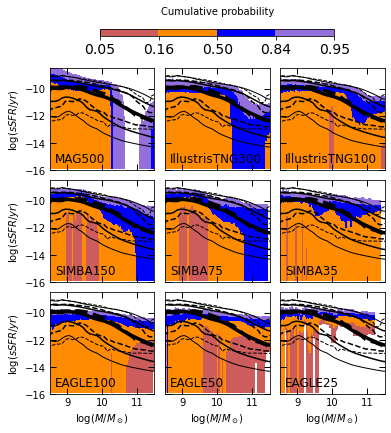 Cumulative probability
0.05 0.16 0.50 0.84 0.95
log(sSFR/yr)
−8
−10
−12
−14
−16
MAG500
IllustrisTNG300
IllustrisTNG100
log(sSFR/yr)
−10
−12
−14
−16
SIMBA150
SIMBA75
SIMBA35
log(sSFR/yr)
−10
−12
−14
−16
EAGLE100
EAGLE50
EAGLE25
9 10 11 9 10 11 9 10 11
log(M/M⊙) log(M/M⊙) log(M/M⊙)